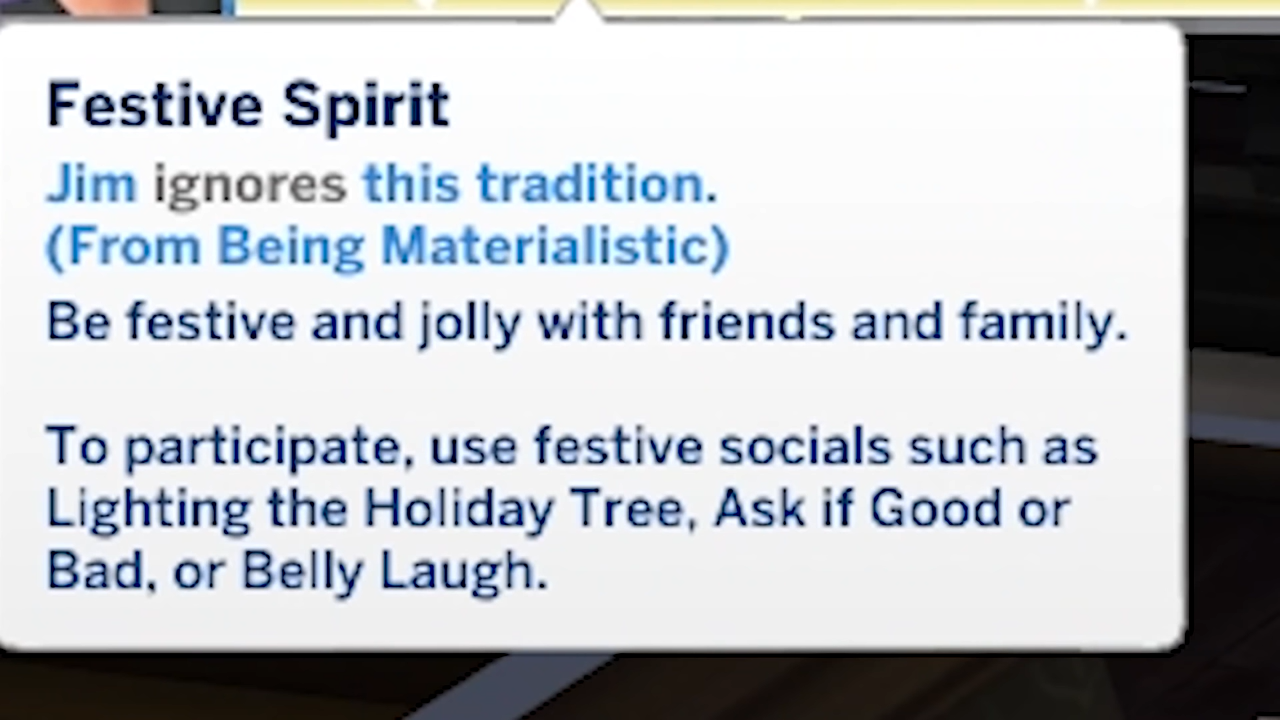 Festive Spirit
Jim ignores this tradition.
(From Being Materialistic)
Be festive and jolly with friends and family.
To participate, use festive socials such as
Lighting the Holiday Tree, Ask if Good or
Bad, or Belly Laugh.